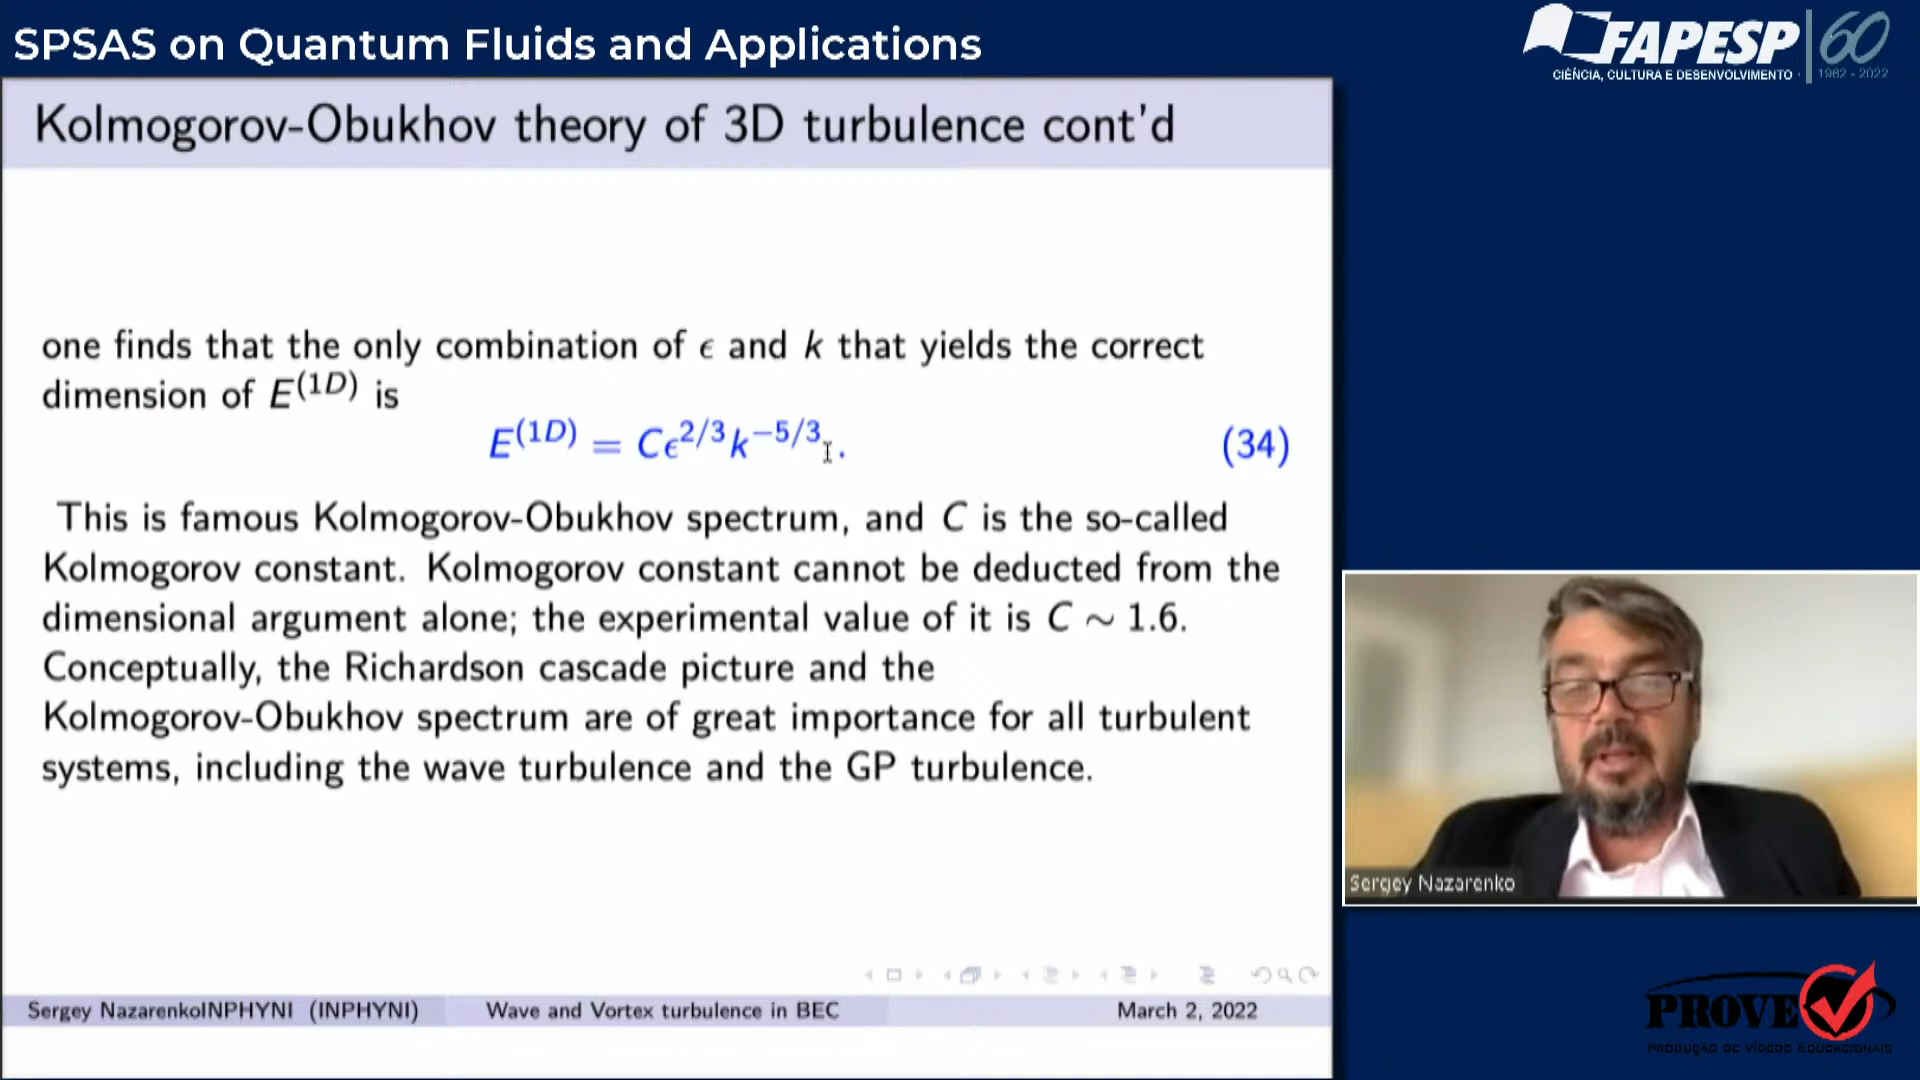 SPSAS on Quantum Fluids and Applications
FAPESP 60
CIÊNCIA, CULTURA E DESENVOLVIMENTO 1962 - 2022
Kolmogorov-Obukhov theory of 3D turbulence cont'd
one finds that the only combination of ϵ and k that yields the correct
dimension of E^(1D) is
E^(1D) = Cϵ^2/3 k^−5/3. (34)
This is famous Kolmogorov-Obukhov spectrum, and C is the so-called
Kolmogorov constant. Kolmogorov constant cannot be deducted from the
dimensional argument alone; the experimental value of it is C ∼ 1.6.
Conceptually, the Richardson cascade picture and the
Kolmogorov-Obukhov spectrum are of great importance for all turbulent
systems, including the wave turbulence and the GP turbulence.
Sergey Nazarenko
Sergey NazarenkoINPHYNI (INPHYNI) Wave and Vortex turbulence in BEC March 2, 2022
PROVE
PRODUÇÃO DE VÍDEOS EDUCACIONAIS